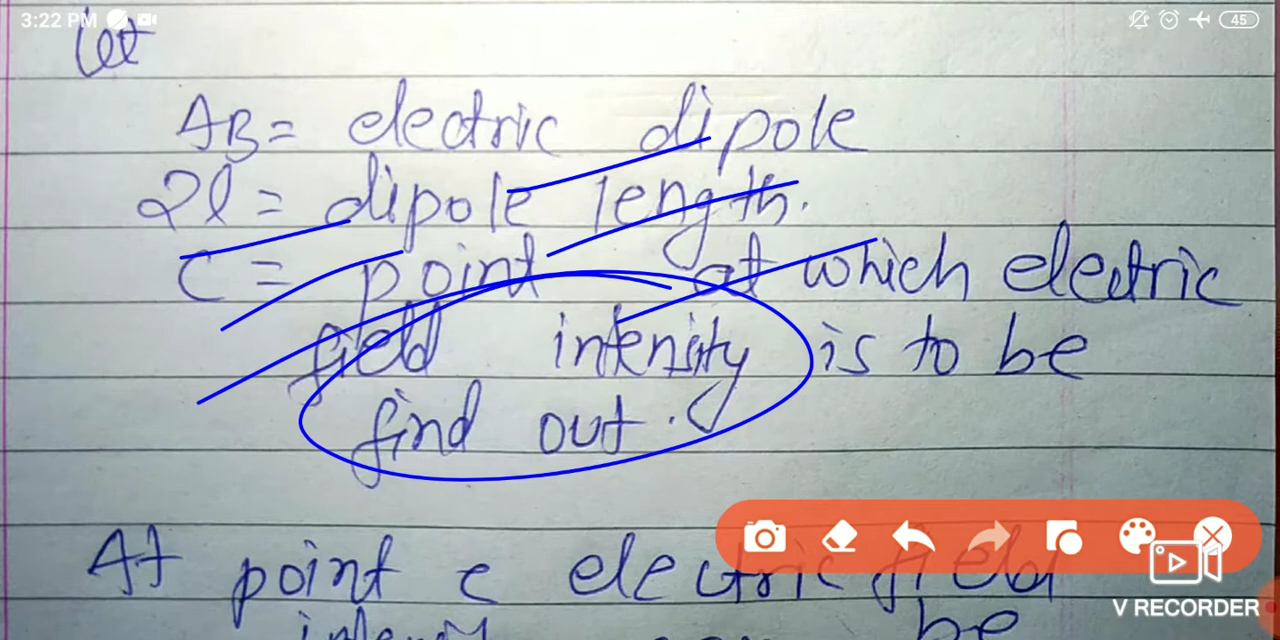 3:22 PM
45
Let
AB = electric dipole
2l = dipole length.
C = point at which electric
field intensity is to be
find out.
At point c electric field
be
V RECORDER